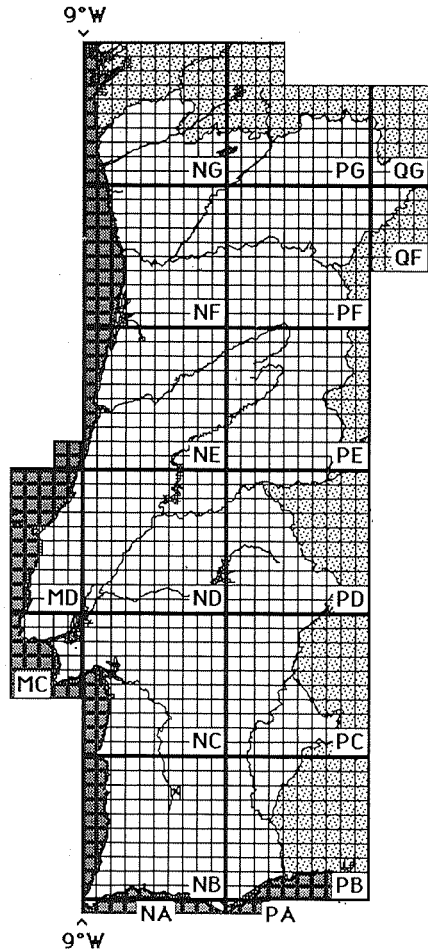 9°W
NG PG QG
QF
NF PF
NE PE
MD ND PD
MC
NC PC
NB PB
NA PA
9°W